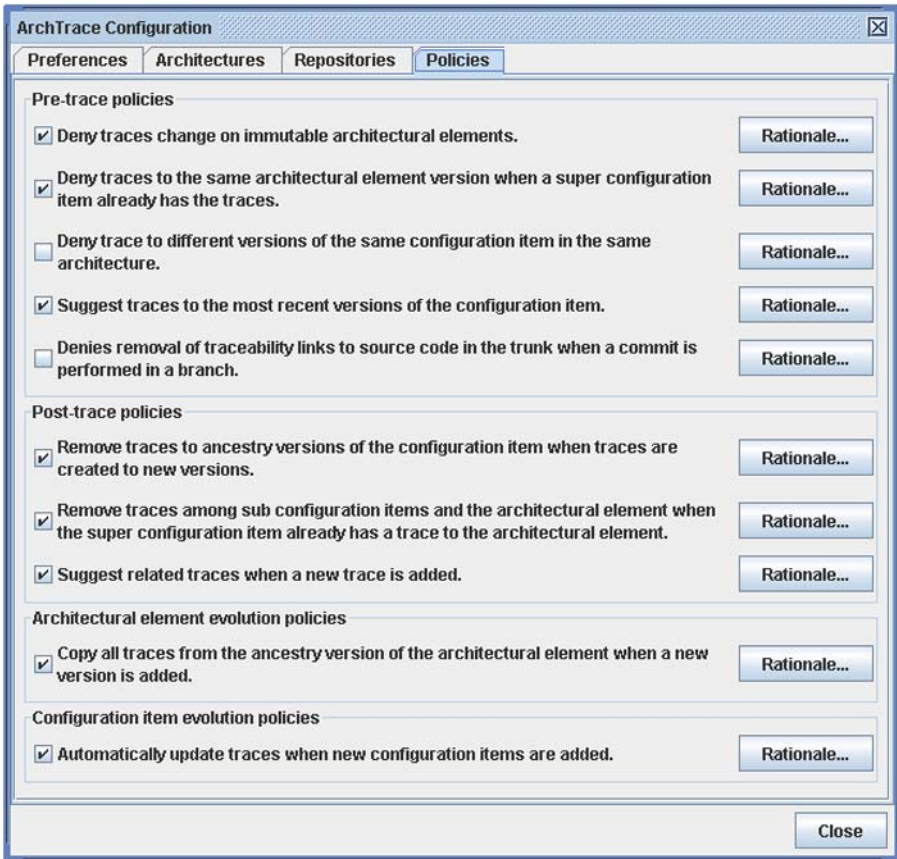 ArchTrace Configuration
Preferences Architectures Repositories Policies
Pre-trace policies
Deny traces change on immutable architectural elements. Rationale...
Deny traces to the same architectural element version when a super configuration
item already has the traces. Rationale...
Deny trace to different versions of the same configuration item in the same
architecture. Rationale...
Suggest traces to the most recent versions of the configuration item. Rationale...
Denies removal of traceability links to source code in the trunk when a commit is
performed in a branch. Rationale...
Post-trace policies
Remove traces to ancestry versions of the configuration item when traces are
created to new versions. Rationale...
Remove traces among sub configuration items and the architectural element when
the super configuration item already has a trace to the architectural element. Rationale...
Suggest related traces when a new trace is added. Rationale...
Architectural element evolution policies
Copy all traces from the ancestry version of the architectural element when a new
version is added. Rationale...
Configuration item evolution policies
Automatically update traces when new configuration items are added. Rationale...
Close